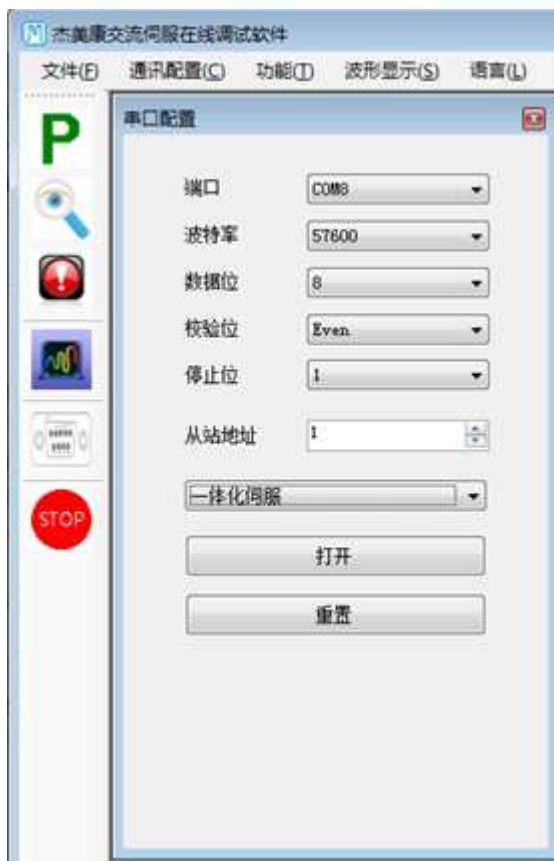 杰美康交流伺服在线调试软件
文件(F) 通讯配置(C) 功能(T) 波形显示(S) 语言(L)
P
串口配置
端口 COM8
波特率 57600
数据位 8
校验位 Even
停止位 1
从站地址 1
一体化伺服
STOP
打开
重置